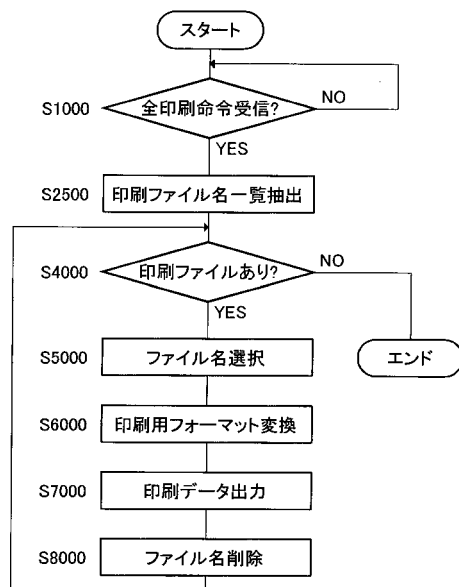 スタート
S1000
全印刷命令受信?
NO
YES
S2500
印刷ファイル名一覧抽出
S4000
印刷ファイルあり?
NO
YES
エンド
S5000
ファイル名選択
S6000
印刷用フォーマット変換
S7000
印刷データ出力
S8000
ファイル名削除